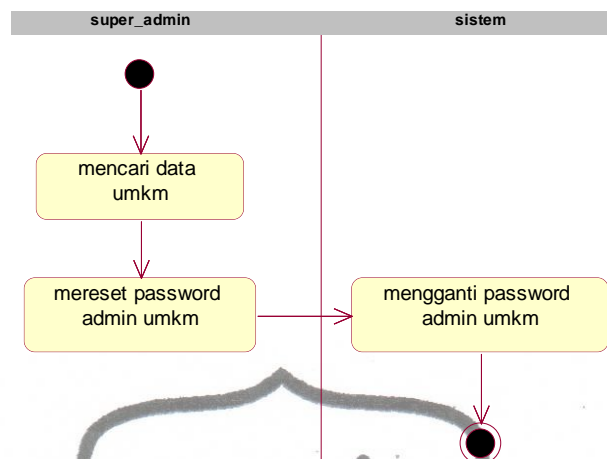 super_admin
sistem
mencari data
umkm
mereset password
admin umkm
mengganti password
admin umkm